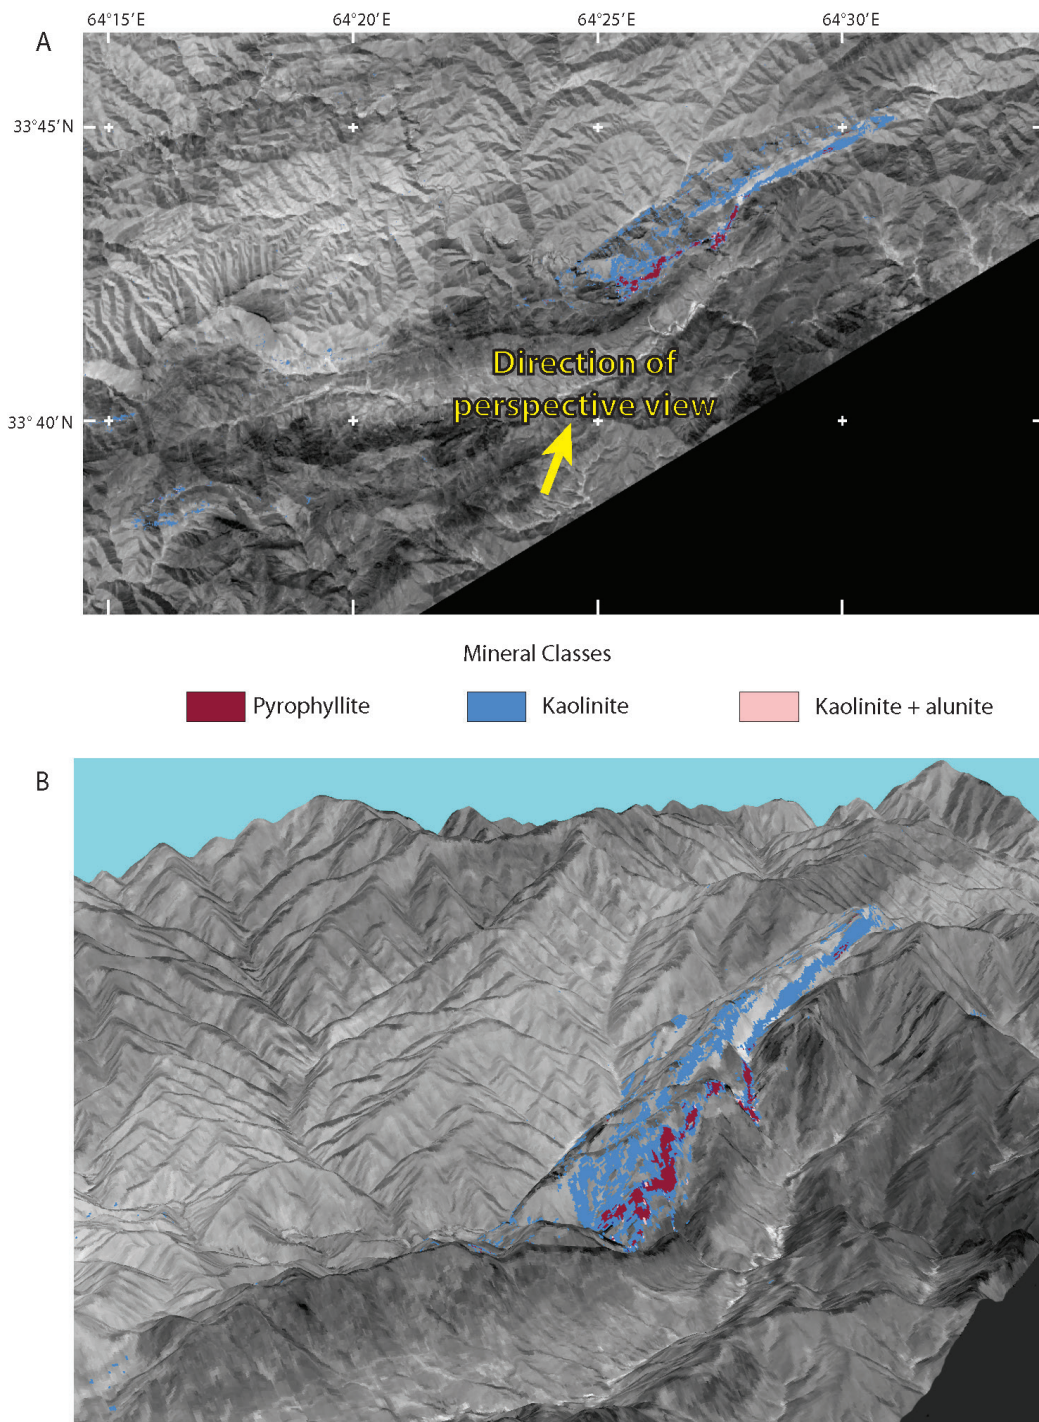 64°15’E 64°20’E 64°25’E 64°30’E
A
33°45’N
Direction of
perspective view
33° 40’ N
Mineral Classes
Pyrophyllite Kaolinite Kaolinite + alunite
B